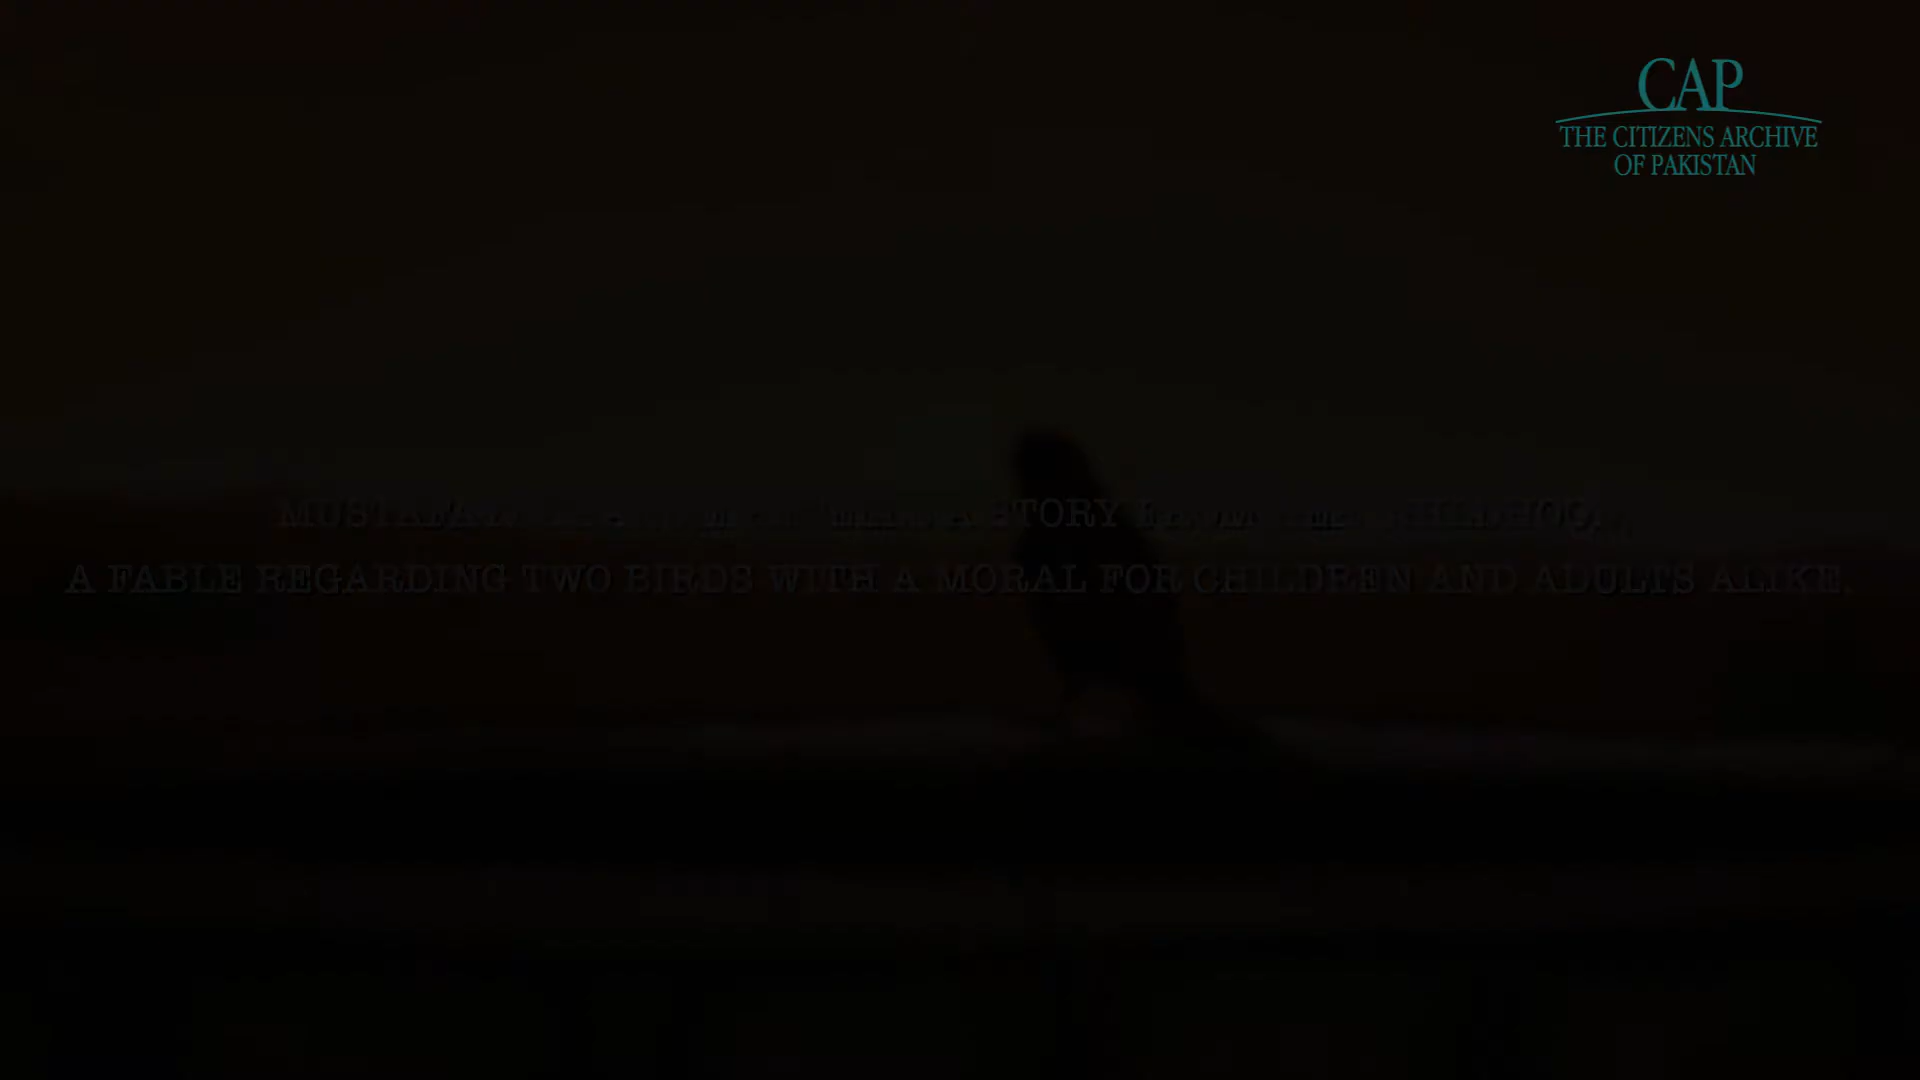 CAP
THE CITIZENS ARCHIVE
OF PAKISTAN
STORY
A FABLE REGARDING TWO BIRDS WITH A MORAL FOR CHILDREN AND ADULTS ALIKE.